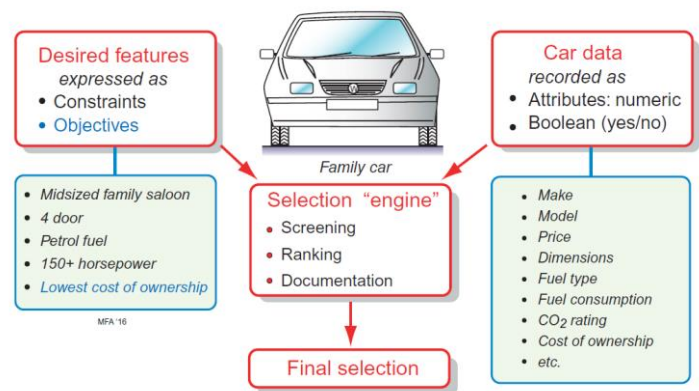 Desired features
expressed as
• Constraints
• Objectives
• Midsized family saloon
• 4 door
• Petrol fuel
• 150+ horsepower
• Lowest cost of ownership
MFA '16
Family car
Selection "engine"
• Screening
• Ranking
• Documentation
Final selection
Car data
recorded as
• Attributes: numeric
• Boolean (yes/no)
• Make
• Model
• Price
• Dimensions
• Fuel type
• Fuel consumption
• CO₂ rating
• Cost of ownership
• etc.